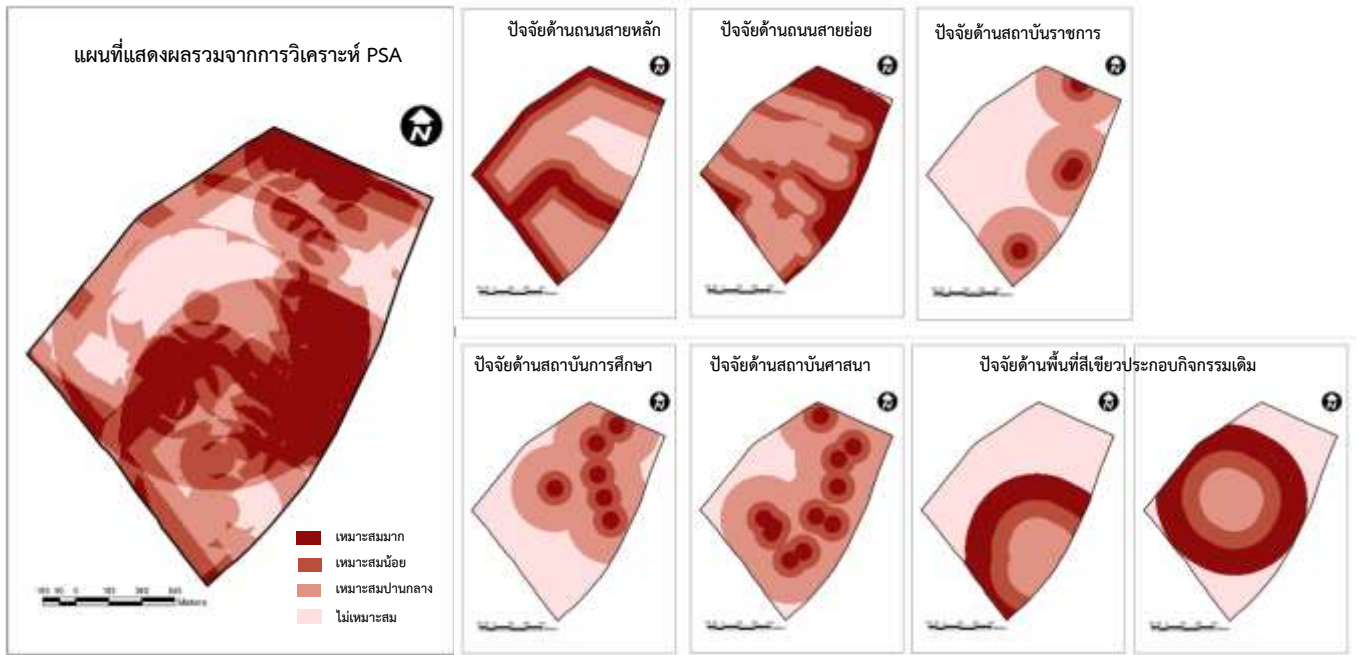 แผนที่แสดงผลรวมจากการวิเคราะห์ PSA
N
เหมาะสมมาก
เหมาะสมน้อย
เหมาะสมปานกลาง
ไม่เหมาะสม
Meters
ปัจจัยด้านถนนสายหลัก
N
ปัจจัยด้านถนนสายย่อย
N
ปัจจัยด้านสถาบันราชการ
N
ปัจจัยด้านสถาบันการศึกษา
N
ปัจจัยด้านสถาบันศาสนา
N
ปัจจัยด้านพื้นที่สีเขียวประกอบกิจกรรมเดิม
N
N